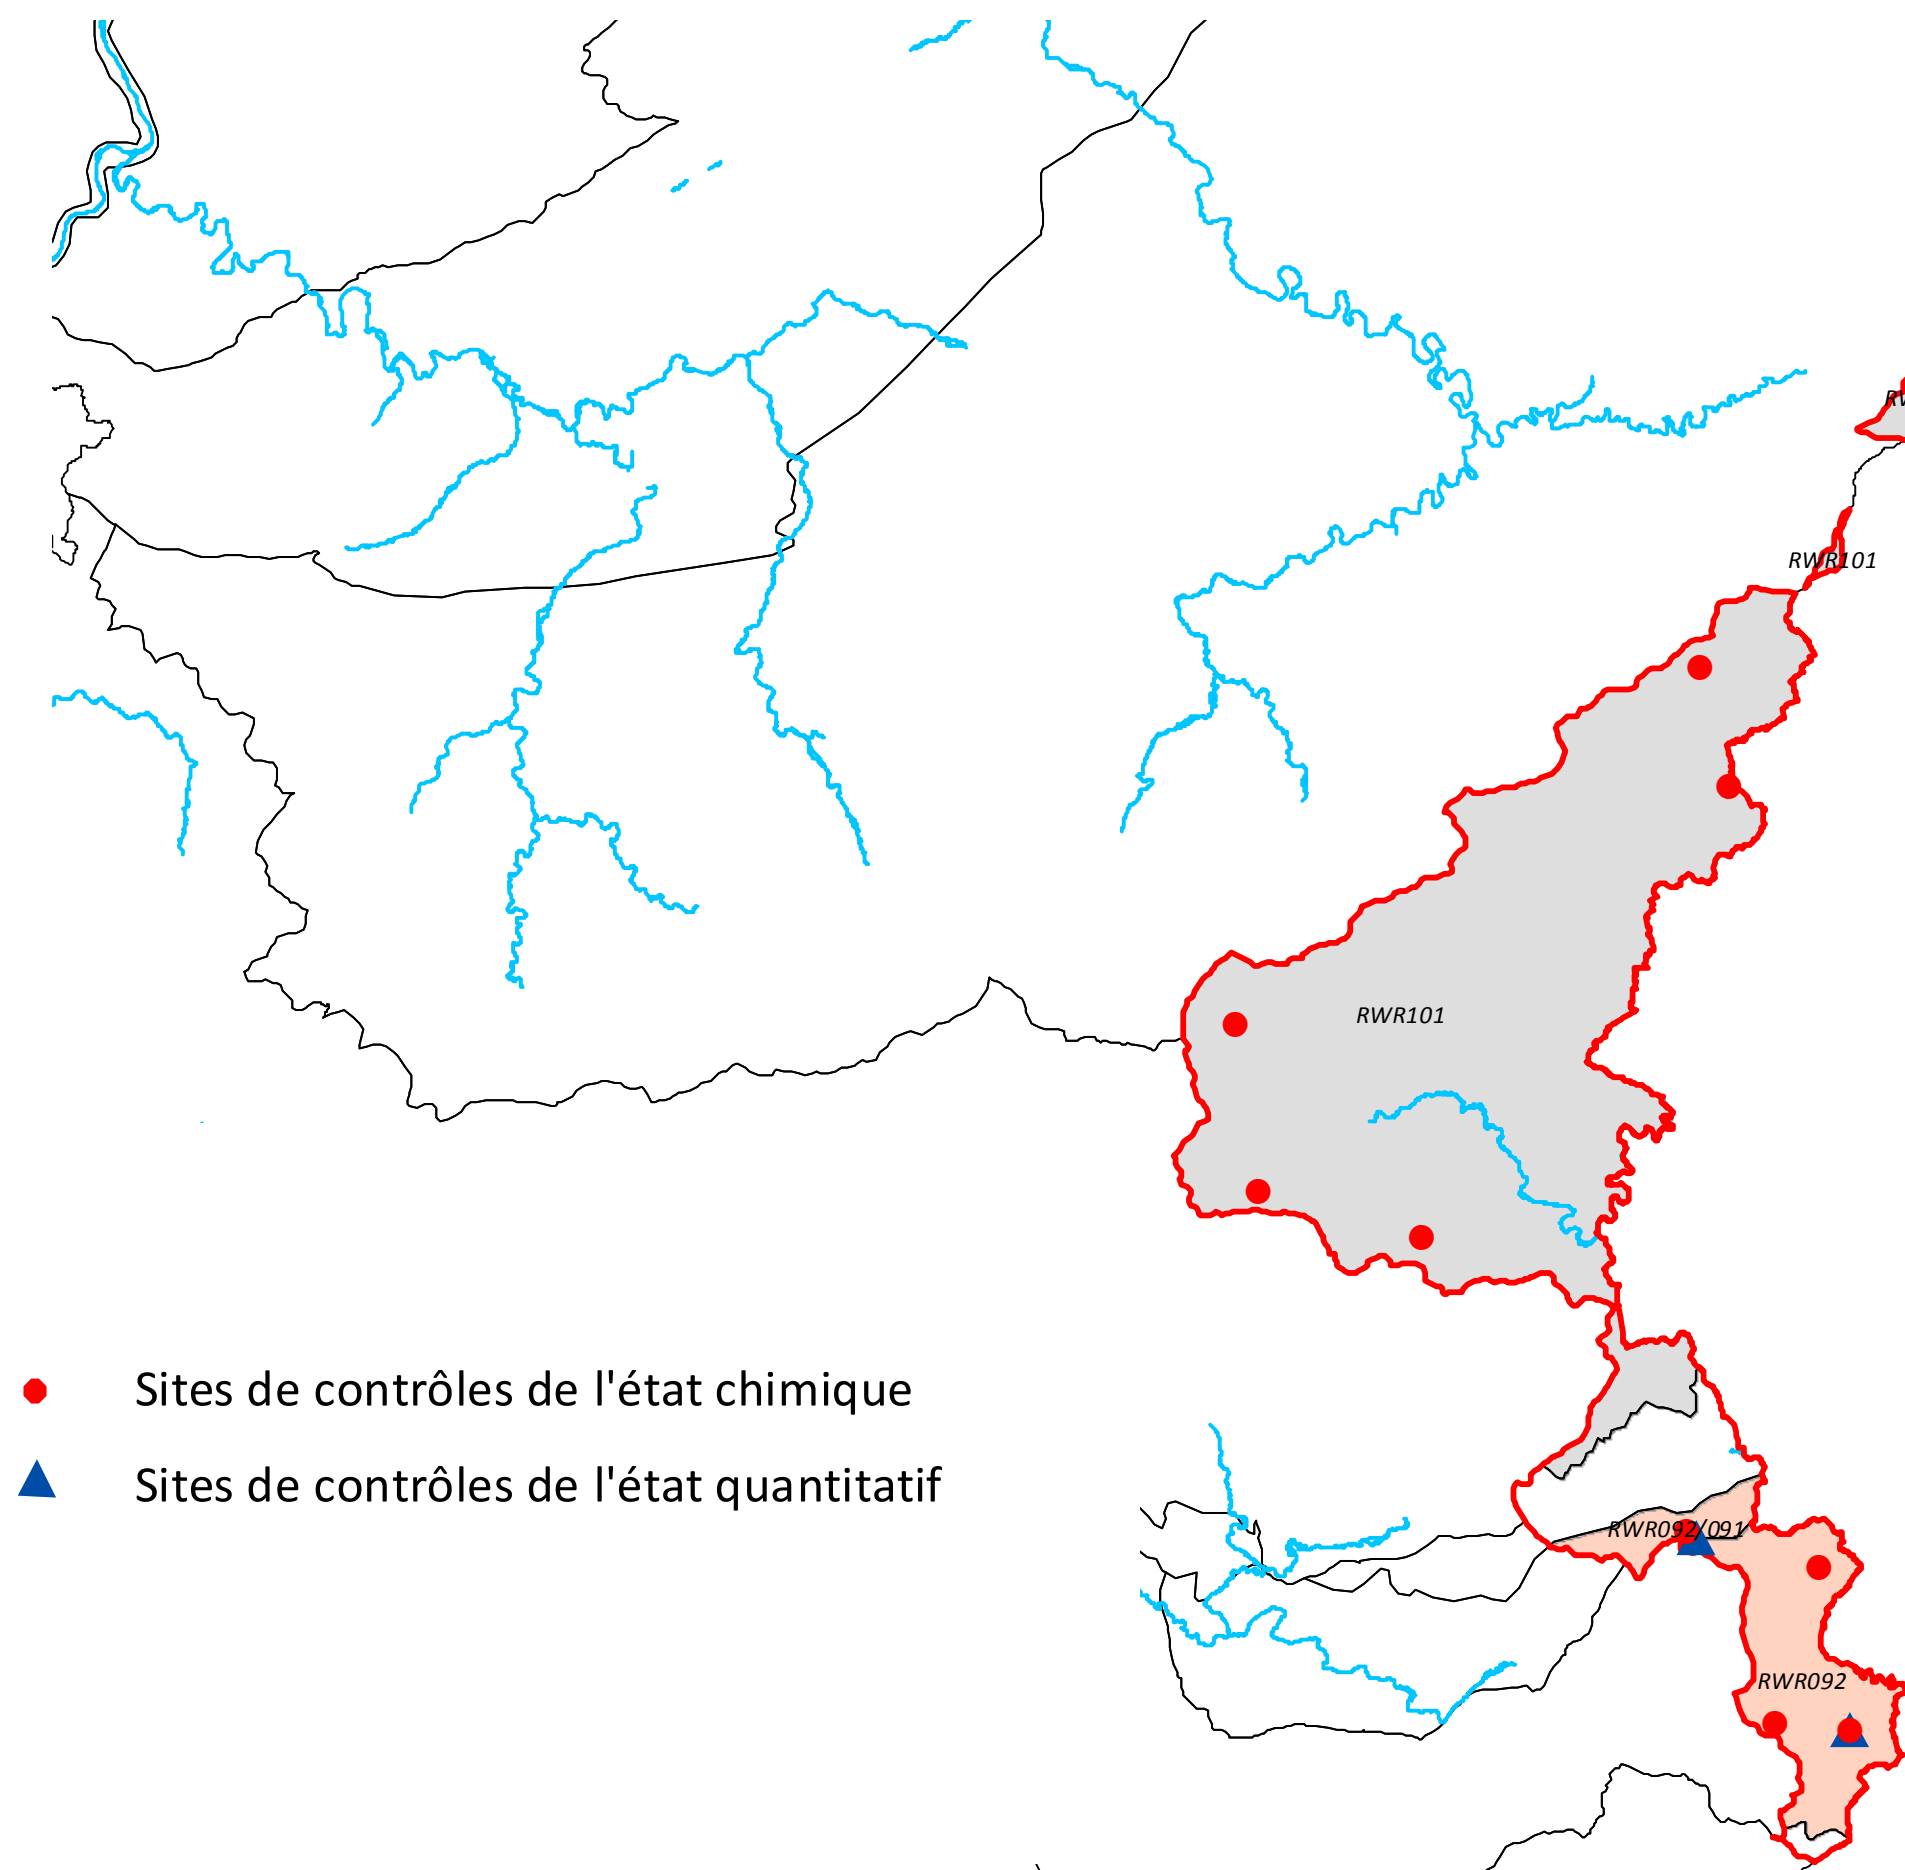 RWR101
RWR101
Sites de contrôles de l'état chimique
Sites de contrôles de l'état quantitatif
RWR092/091
RWR092